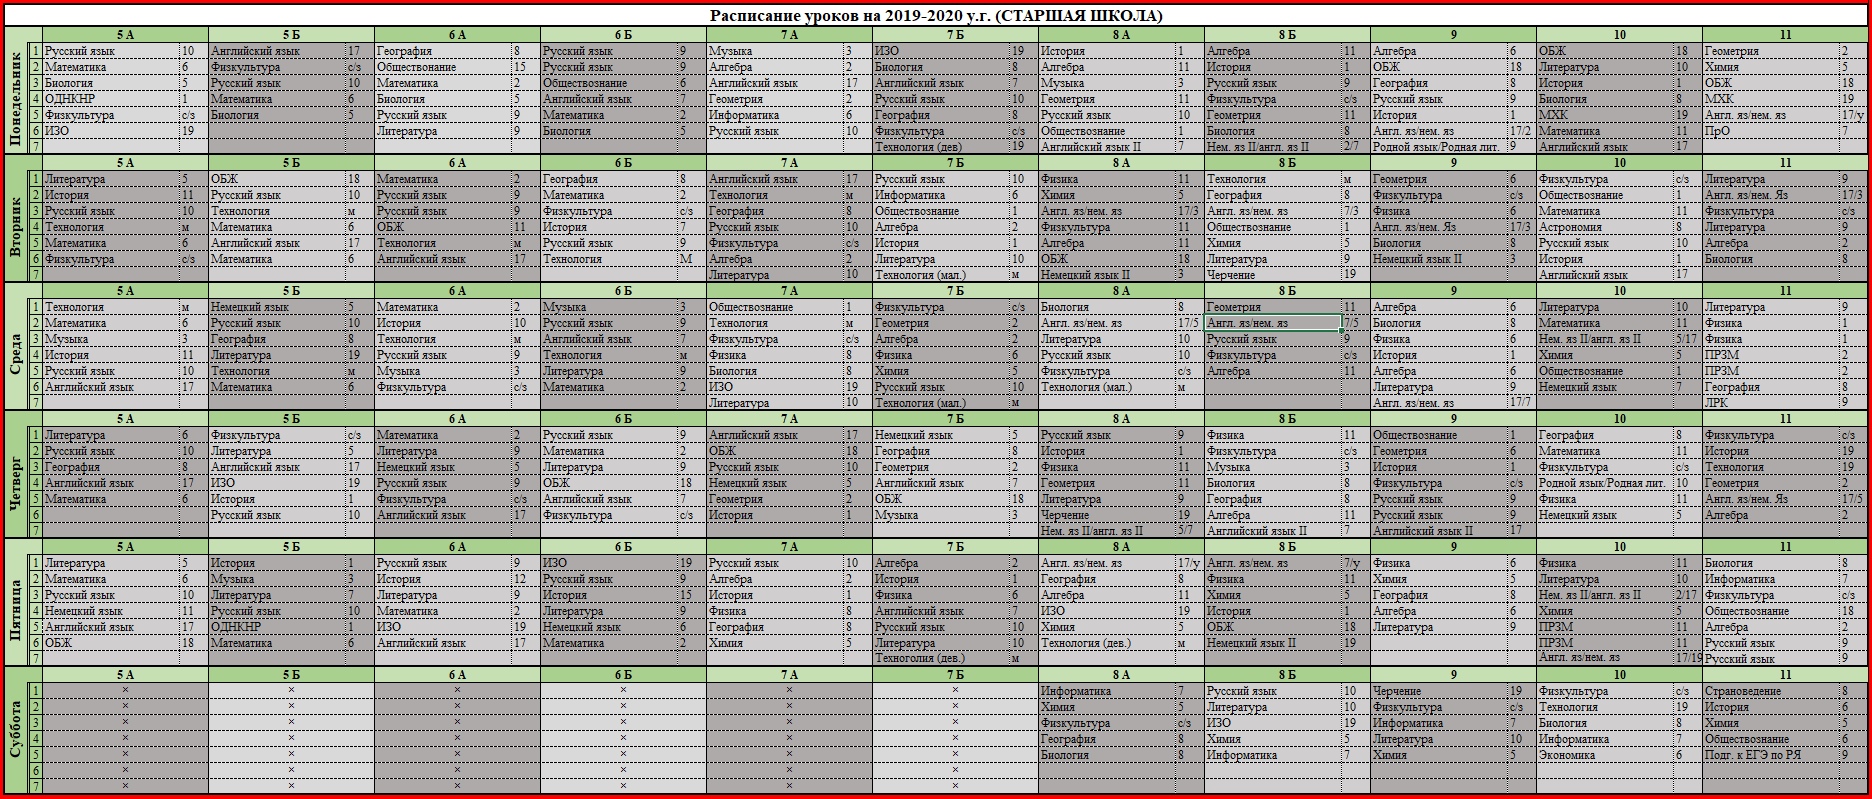 Расписание уроков на 2019-2020 у.г. (СТАРШАЯ ШКОЛА)
Понедельник
5 А 5 Б 6 А 6 Б 7 А 7 Б 8 А 8 Б 9 10 11
1 Русский язык 10 Английский язык 17 География 8 Русский язык 9 Музыка 3 ИЗО 19 История 1 Алгебра 11 Алгебра 6 ОБЖ 18 Геометрия 2
2 Математика 6 Физкультура с/з Обществование 15 Русский язык 9 Алгебра 2 Биология 8 Алгебра 11 История 1 ОБЖ 18 Литература 10 Химия 5
3 Биология 5 Русский язык 10 Математика 2 Обществознание 6 Английский язык 17 Английский язык 7 Музыка 3 Русский язык 9 География 8 История 1 ОБЖ 18
4 ОДНКНР 1 Математика 6 Биология 5 Английский язык 7 Геометрия 2 Русский язык 10 Геометрия 11 Физкультура с/з Русский язык 9 Биология 8 МХК 19
5 Физкультура с/з Биология 5 Русский язык 9 Математика 2 Информатика 6 География 8 Русский язык 10 Геометрия 11 История 1 МХК 19 Англ. яз/нем. яз 17/у
6 ИЗО 19 Литература 9 Биология 5 Русский язык 10 Физкультура с/з Обществознание 1 Биология 8 Англ. яз/нем. яз 17/2 Математика 11 ПрО 7
7 Технология (дев) 19 Английский язык II 7 Нем. яз II/англ. яз II 2/7 Родной язык/Родная лит. 9 Английский язык 17
Вторник
5 А 5 Б 6 А 6 Б 7 А 7 Б 8 А 8 Б 9 10 11
1 Литература 5 ОБЖ 18 Математика 2 География 8 Английский язык 17 Русский язык 10 Физика 11 Технология м Геометрия 6 Физкультура с/з Литература 9
2 История 11 Русский язык 10 Русский язык 9 Математика 2 Технология м Информатика 6 Химия 5 География 8 Физкультура с/з Обществознание 1 Англ. яз/нем. Яз 17/3
3 Русский язык 10 Технология м Русский язык 9 Физкультура с/з География 8 Обществознание 1 Англ. яз/нем. яз 17/3 Англ. яз/нем. яз 7/3 Физика 6 Математика 11 Физкультура с/з
4 Технология м Математика 6 ОБЖ 11 История 7 Русский язык 10 Алгебра 2 Физкультура 11 Обществознание 1 Англ. яз/нем. Яз 17/3 Астрономия 8 Литература 9
5 Математика 6 Английский язык 17 Технология м Русский язык 9 Физкультура с/з История 1 Алгебра 11 Химия 5 Биология 8 Русский язык 10 Алгебра 2
6 Физкультура с/з Математика 6 Английский язык 17 Технология М Алгебра 2 Литература 10 ОБЖ 18 Литература 9 Немецкий язык II 3 История 1 Биология 8
7 Литература 10 Технология (мал.) м Немецкий язык II 3 Черчение 19 Английский язык 17
Среда
5 А 5 Б 6 А 6 Б 7 А 7 Б 8 А 8 Б 9 10 11
1 Технология м Немецкий язык 5 Математика 2 Музыка 3 Обществознание 1 Физкультура с/з Биология 8 Геометрия 11 Алгебра 6 Литература 10 Литература 9
2 Математика 6 Русский язык 10 История 10 Русский язык 9 Технология м Геометрия 2 Англ. яз/нем. яз 17/5 Англ. яз/нем. яз 7/5 Биология 8 Математика 11 Физика 1
3 Музыка 3 География 8 Технология м Английский язык 7 Физкультура с/з Алгебра 2 Литература 10 Русский язык 9 Физика 6 Нем. яз II/англ. яз II 5/17 Физика 1
4 История 11 Литература 19 Русский язык 9 Технология м Физика 8 Физика 6 Русский язык 10 Физкультура с/з История 1 Химия 5 ПРЗМ 2
5 Русский язык 10 Технология м Музыка 3 Литература 9 Биология 8 Химия 5 Физкультура с/з Алгебра 11 Алгебра 6 Обществознание 1 ПРЗМ 2
6 Английский язык 17 Математика 6 Физкультура с/з Математика 2 ИЗО 19 Русский язык 10 Технология (мал.) м Литература 9 Немецкий язык 7 География 8
7 Литература 10 Технология (мал.) м Англ. яз/нем. яз 17/7 ЛРК 9
Четверг
5 А 5 Б 6 А 6 Б 7 А 7 Б 8 А 8 Б 9 10 11
1 Литература 6 Физкультура с/з Математика 2 Русский язык 9 Английский язык 17 Немецкий язык 5 Русский язык 9 Физика 11 Обществознание 1 География 8 Физкультура с/з
2 Русский язык 10 Литература 5 Литература 9 Математика 2 ОБЖ 18 География 8 История 1 Физкультура с/з Геометрия 6 Математика 11 История 19
3 География 8 Английский язык 17 Немецкий язык 5 Литература 9 Русский язык 10 Геометрия 2 Физика 11 Музыка 3 История 1 Физкультура с/з Технология 19
4 Английский язык 17 ИЗО 19 Русский язык 9 ОБЖ 18 Немецкий язык 5 Английский язык 7 Геометрия 11 Биология 8 Физкультура с/з Родной язык/Родная лит. 10 Геометрия 2
5 Математика 6 История 1 Физкультура с/з Английский язык 7 Геометрия 2 ОБЖ 18 Литература 9 География 8 Русский язык 9 Физика 11 Англ. яз/нем. Яз 17/5
6 Русский язык 10 Английский язык 17 Физкультура с/з История 1 Музыка 3 Черчение 19 Алгебра 11 Русский язык 9 Немецкий язык 5 Алгебра 2
7 Нем. яз II/англ. яз II 5/7 Английский язык II 7 Английский язык II 17
Пятница
5 А 5 Б 6 А 6 Б 7 А 7 Б 8 А 8 Б 9 10 11
1 Литература 5 История 1 Русский язык 9 ИЗО 19 Русский язык 10 Алгебра 2 Англ. яз/нем. яз 17/у Англ. яз/нем. яз 7/у Физика 6 Физика 11 Биология 8
2 Математика 6 Музыка 3 История 12 Русский язык 9 Алгебра 2 История 1 География 8 Физика 11 Химия 5 Литература 10 Информатика 7
3 Русский язык 10 Литература 7 Литература 9 История 15 История 1 Физика 6 Алгебра 11 Химия 5 География 8 Нем. яз II/англ. яз II 2/17 Физкультура с/з
4 Немецкий язык 11 Русский язык 10 Математика 2 Литература 9 Физика 8 Английский язык 7 ИЗО 19 История 1 Алгебра 6 Химия 5 Обществознание 18
5 Английский язык 17 ОДНКНР 1 ИЗО 19 Немецкий язык 6 География 8 Русский язык 10 Химия 5 ОБЖ 18 Литература 9 ПРЗМ 11 Алгебра 2
6 ОБЖ 18 Математика 6 Английский язык 17 Математика 2 Химия 5 Литература 10 Технология (дев.) м Немецкий язык II 19 ПРЗМ 11 Русский язык 9
7 Техноголия (дев.) м Англ. яз/нем. яз 17/19 Русский язык 9
Суббота
5 А 5 Б 6 А 6 Б 7 А 7 Б 8 А 8 Б 9 10 11
1 × × × × × × Информатика 7 Русский язык 10 Черчение 19 Физкультура с/з Страноведение 8
2 × × × × × × Химия 5 Литература 10 Физкультура с/з Технология 19 История 6
3 × × × × × × Физкультура с/з ИЗО 19 Информатика 7 Биология 8 Химия 5
4 × × × × × × География 8 Химия 5 Литература 10 Информатика 7 Обществознание 6
5 × × × × × × Биология 8 Информатика 7 Химия 5 Экономика 6 Подг. к ЕГЭ по РЯ 9
6 × × × × × ×
7 × × × × × ×